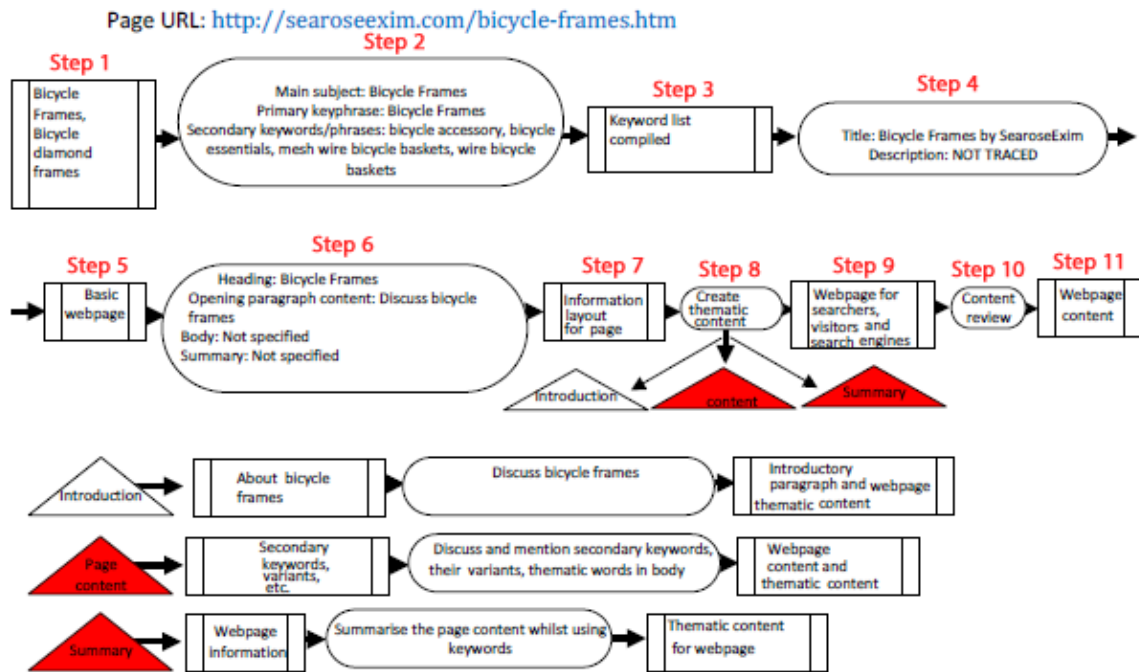 Page URL: http://searoseexim.com/bicycle-frames.htm
Step 1
Bicycle
Frames,
Bicycle
diamond
frames
Step 2
Main subject: Bicycle Frames
Primary keyphrase: Bicycle Frames
Secondary keywords/phrases: bicycle accessory, bicycle
essentials, mesh wire bicycle baskets, wire bicycle
baskets
Step 3
Keyword list
compiled
Step 4
Title: Bicycle Frames by SearoseExim
Description: NOT TRACED
Step 5
Basic
webpage
Step 6
Heading: Bicycle Frames
Opening paragraph content: Discuss bicycle
frames
Body: Not specified
Summary: Not specified
Step 7
Information
layout
for page
Step 8
Create
thematic
content
Step 9
Webpage for
searchers,
visitors and
search engines
Step 10
Content
review
Step 11
Webpage
content
Introduction
content
Summary
Introduction
About bicycle
frames
Discuss bicycle frames
Introductory
paragraph and webpage
thematic content
Page
content
Secondary
keywords,
variants,
etc.
Discuss and mention secondary keywords,
their variants, thematic words in body
Webpage
content and
thematic content
Summary
Webpage
information
Summarise the page content whilst using
keywords
Thematic content
for webpage